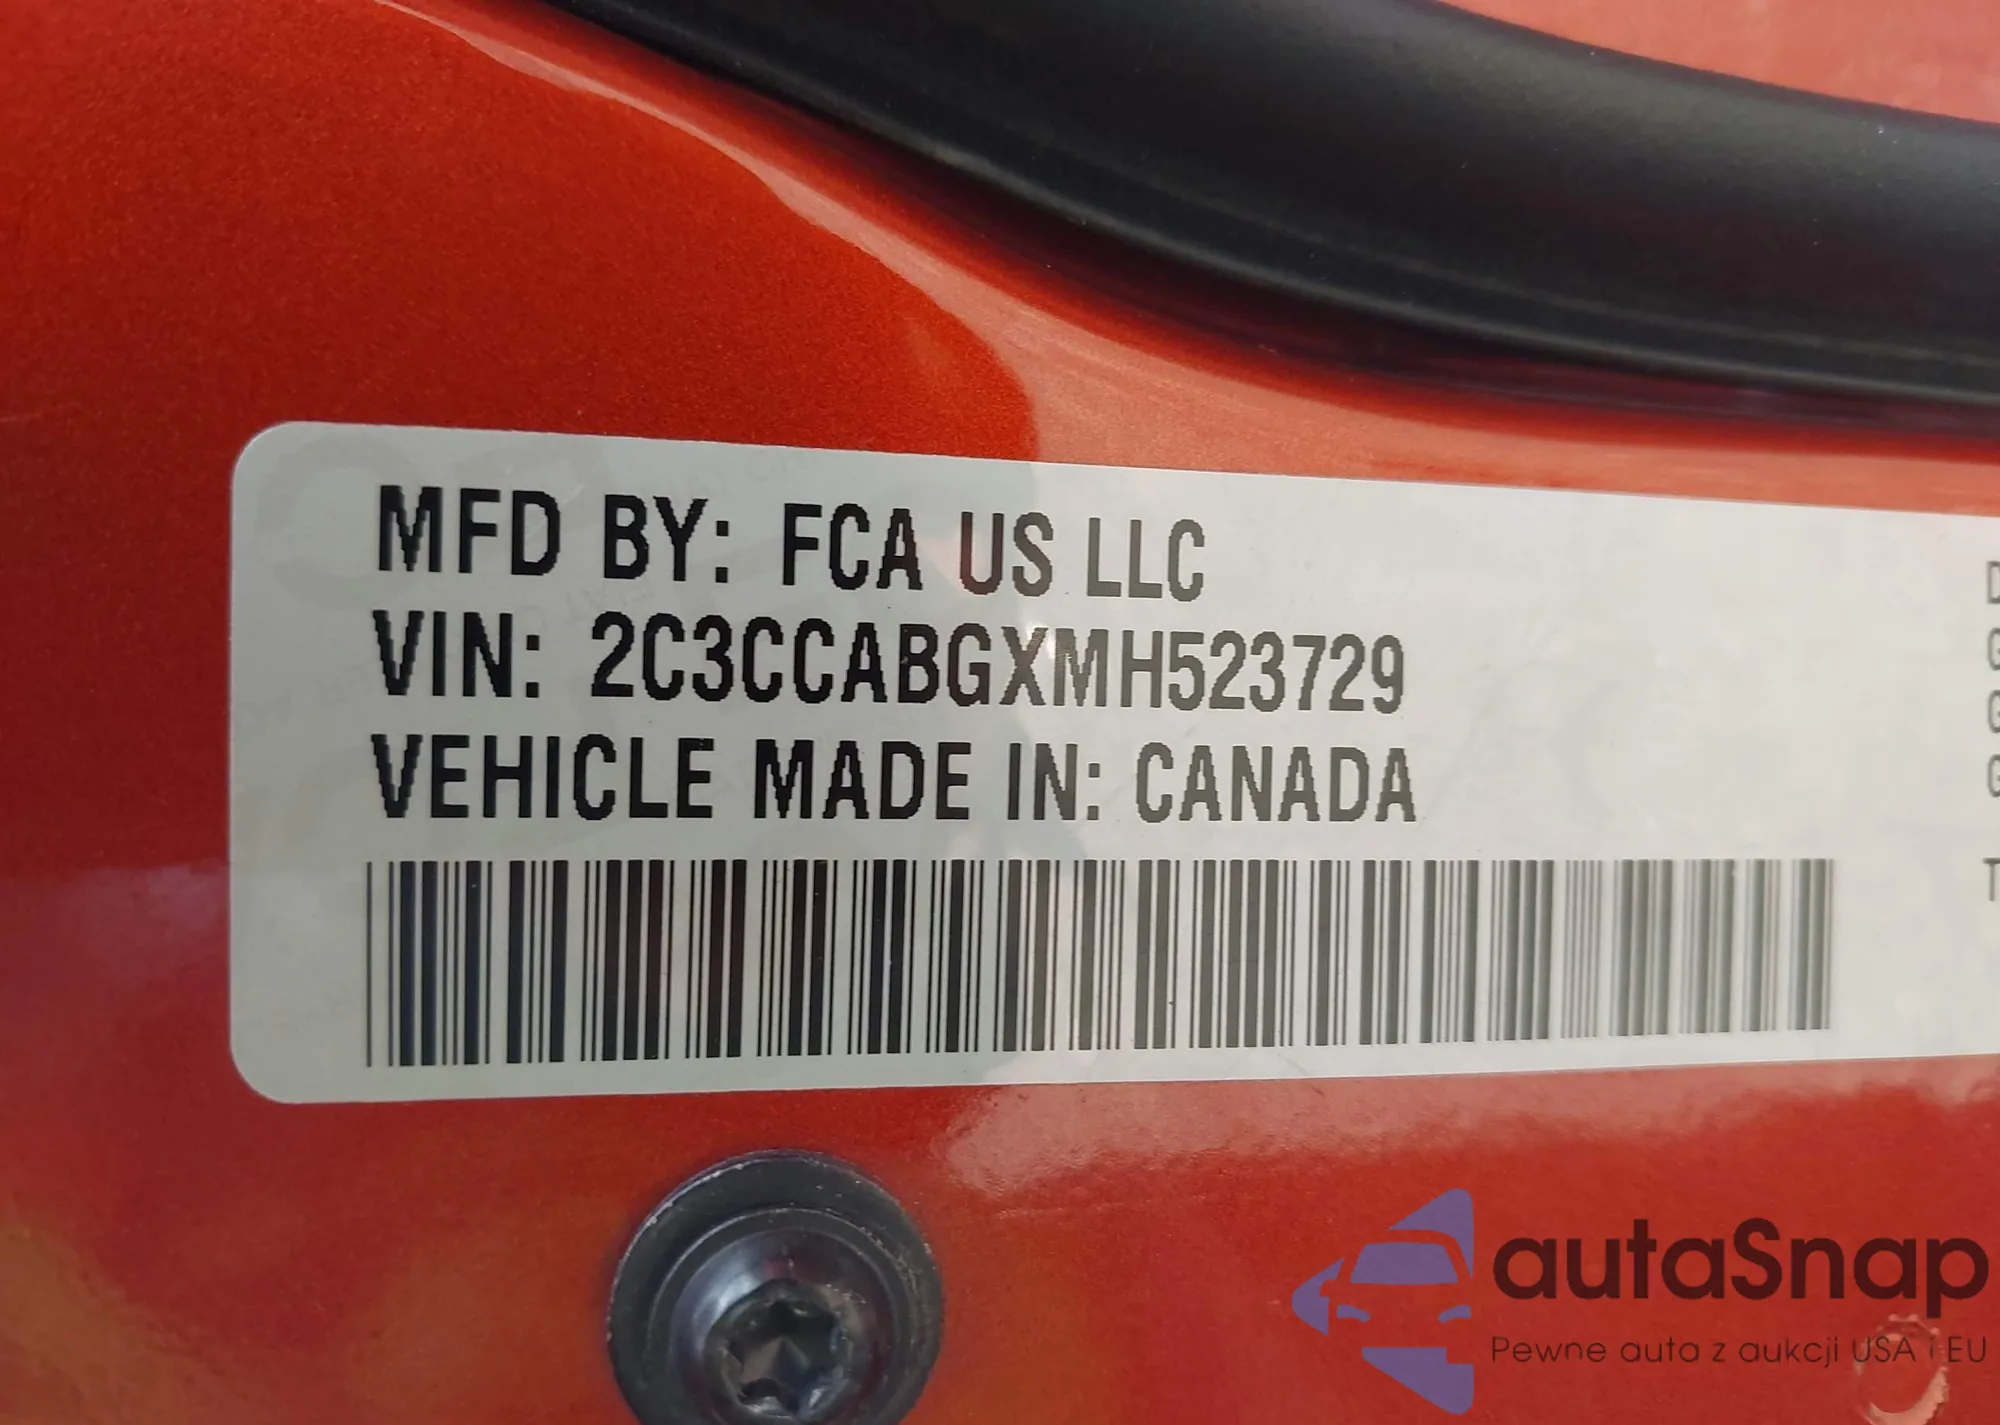 MFD BY: FCA US LLC
VIN: 2C3CCABGXMH523729
VEHICLE MADE IN: CANADA
D
G
G
G
T
autaSnap
Pewne auta z aukcji USA i EU